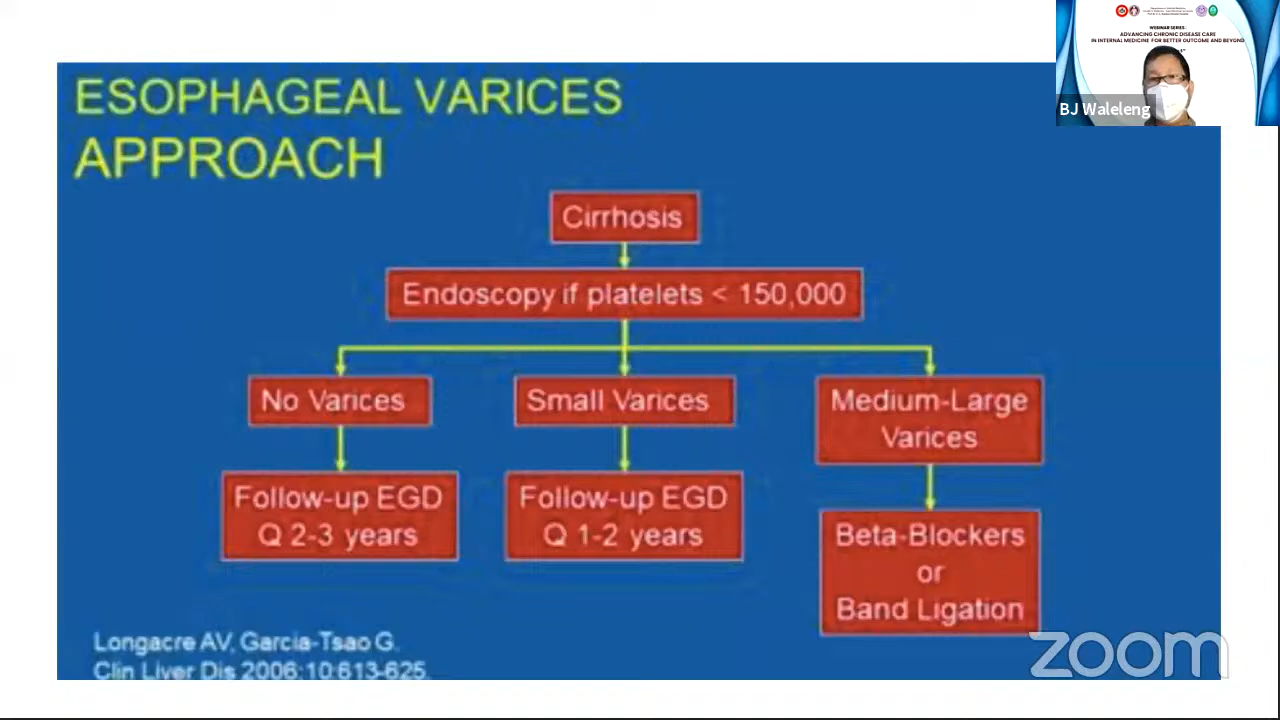 WEBINAR SERIES
ADVANCING CHRONIC DISEASE CARE
IN INTERNAL MEDICINE FOR BETTER OUTCOME AND BEYOND
BJ Waleleng
ESOPHAGEAL VARICES
APPROACH
Cirrhosis
Endoscopy if platelets < 150,000
No Varices
Small Varices
Medium-Large
Varices
Follow-up EGD
Q 2-3 years
Follow-up EGD
Q 1-2 years
Beta-Blockers
or
Band Ligation
Longacre AV, Garcia-Tsao G.
Clin Liver Dis 2006;10:613-625.
zoom